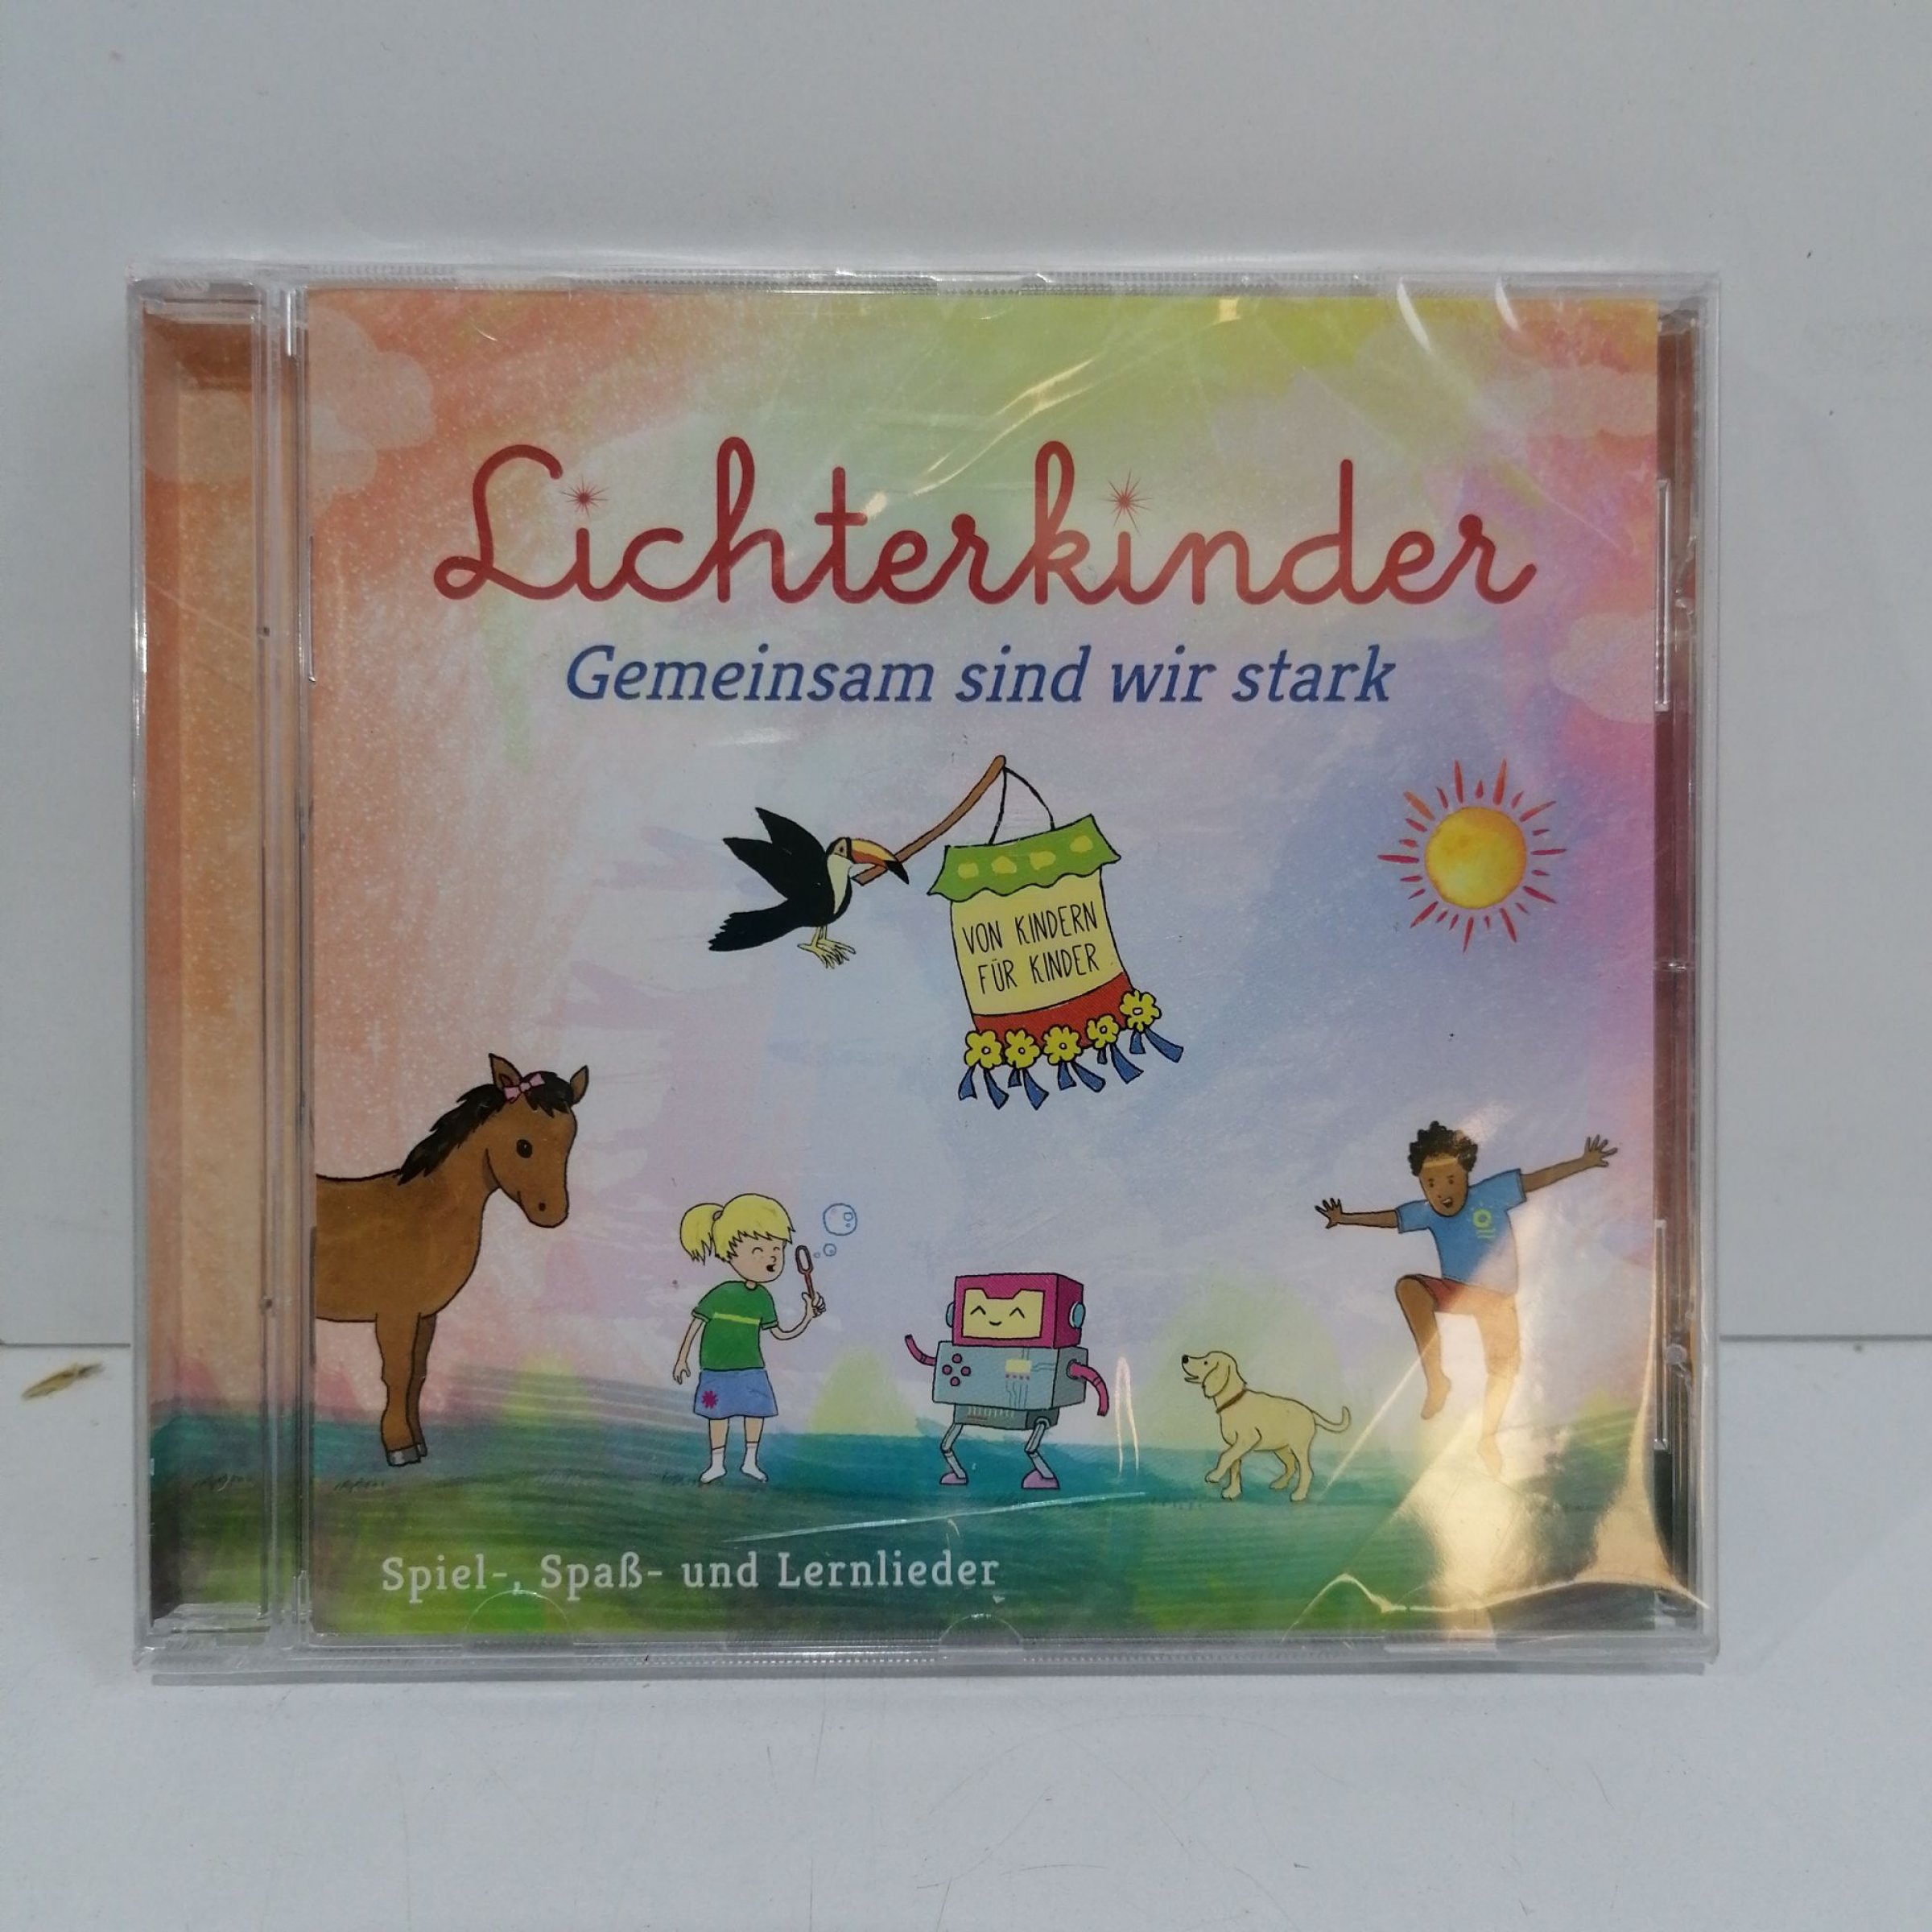 Lichterkinder
Gemeinsam sind wir stark
VON KINDERN
FÜR KINDER
Spiel-, Spaß- und Lernlieder